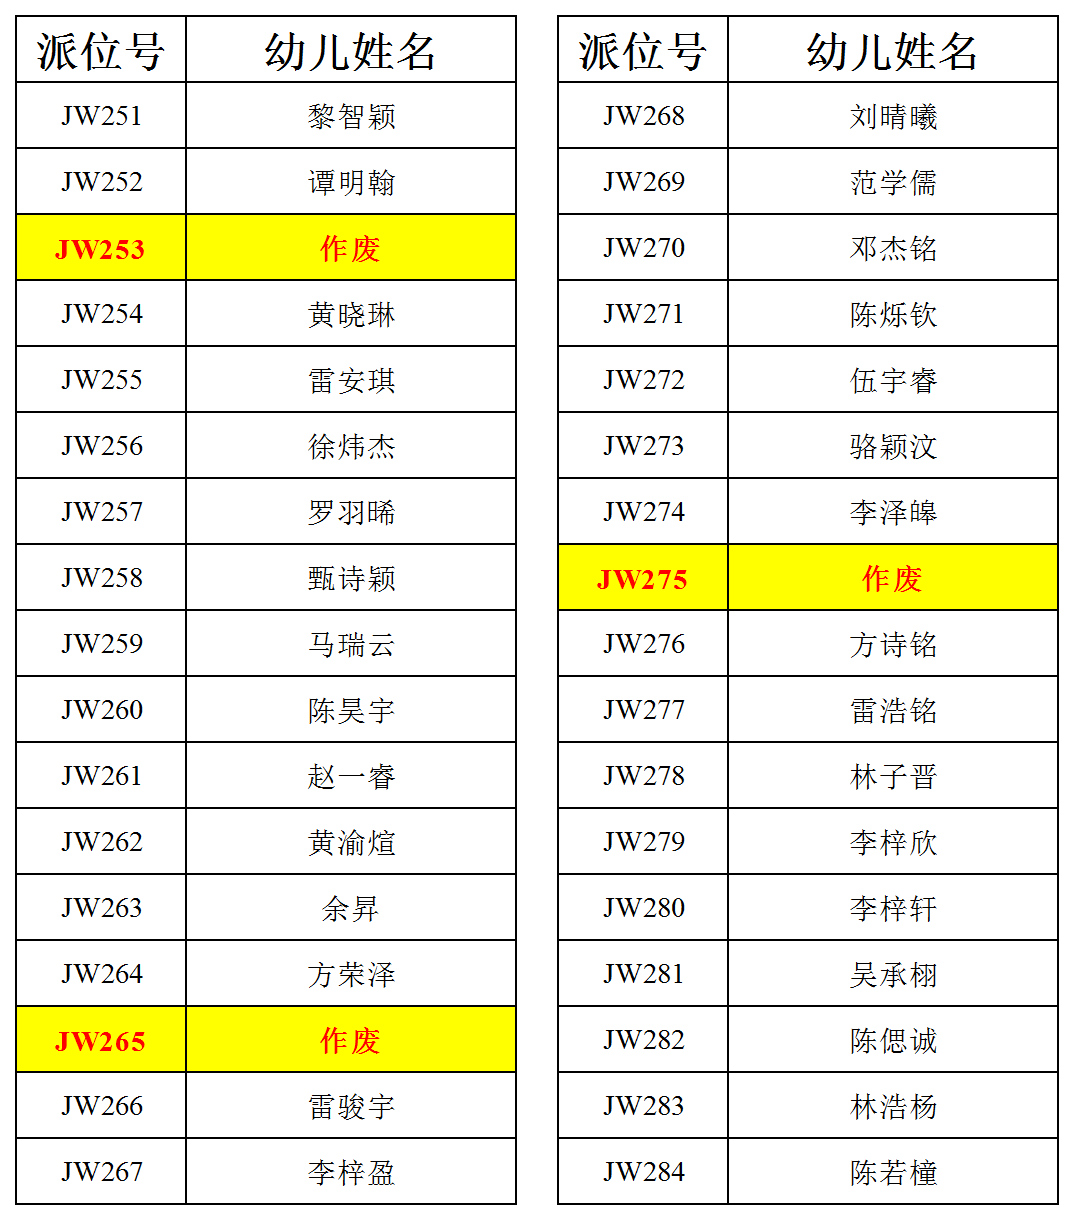 派位号 幼儿姓名
JW251 黎智颖
JW252 谭明翰
JW253 作废
JW254 黄晓琳
JW255 雷安琪
JW256 徐炜杰
JW257 罗羽晞
JW258 甄诗颖
JW259 马瑞云
JW260 陈昊宇
JW261 赵一睿
JW262 黄渝煊
JW263 余昇
JW264 方荣泽
JW265 作废
JW266 雷骏宇
JW267 李梓盈
派位号 幼儿姓名
JW268 刘晴曦
JW269 范学儒
JW270 邓杰铭
JW271 陈烁钦
JW272 伍宇睿
JW273 骆颖汶
JW274 李泽皞
JW275 作废
JW276 方诗铭
JW277 雷浩铭
JW278 林子晋
JW279 李梓欣
JW280 李梓轩
JW281 吴承栩
JW282 陈偲诚
JW283 林浩杨
JW284 陈若橦